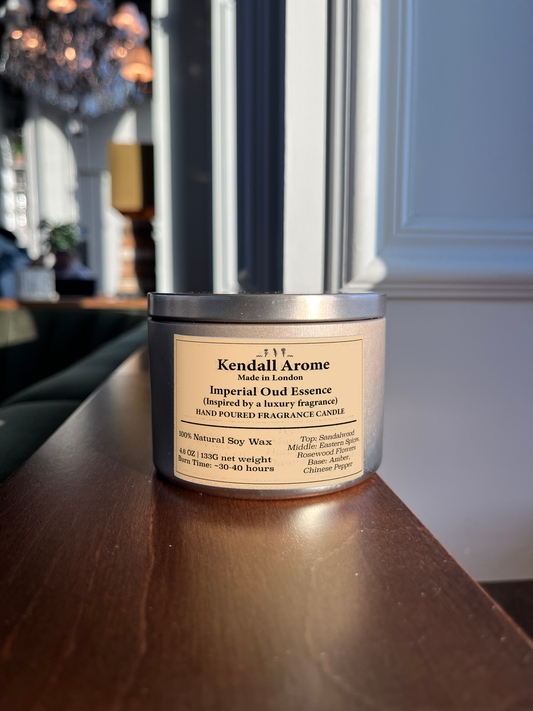 Kendall Arome
Made in London
Imperial Oud Essence
(Inspired by a luxury fragrance)
HAND POURED FRAGRANCE CANDLE
100% Natural Soy Wax
4.6 OZ | 133G net weight
Burn Time: ~30-40 hours
Top: Sandalwood
Middle: Eastern Spice,
Rosewood Flowers
Base: Amber,
Chinese Pepper